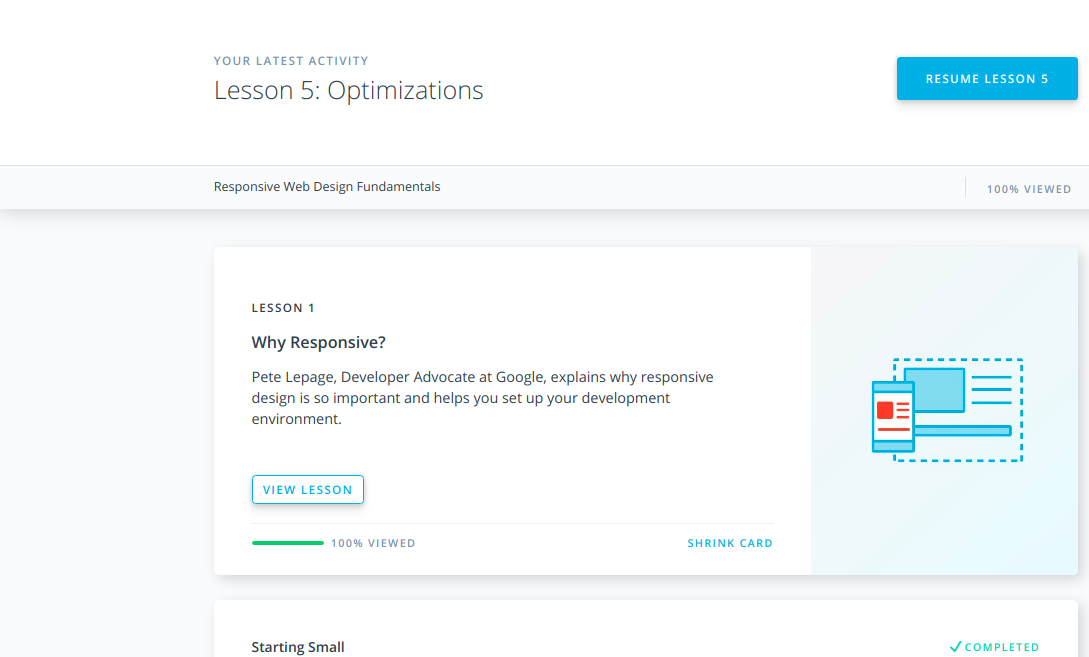 YOUR LATEST ACTIVITY
Lesson 5: Optimizations
RESUME LESSON 5
Responsive Web Design Fundamentals
100% VIEWED
LESSON 1
Why Responsive?
Pete Lepage, Developer Advocate at Google, explains why responsive
design is so important and helps you set up your development
environment.
VIEW LESSON
100% VIEWED
SHRINK CARD
Starting Small
COMPLETED